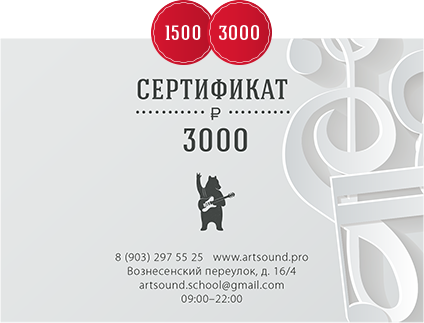 1500 3000
СЕРТИФИКАТ
₽
3000
8 (903) 297 55 25 www.artsound.pro
Вознесенский переулок, д. 16/4
artsound.school@gmail.com
09:00–22:00